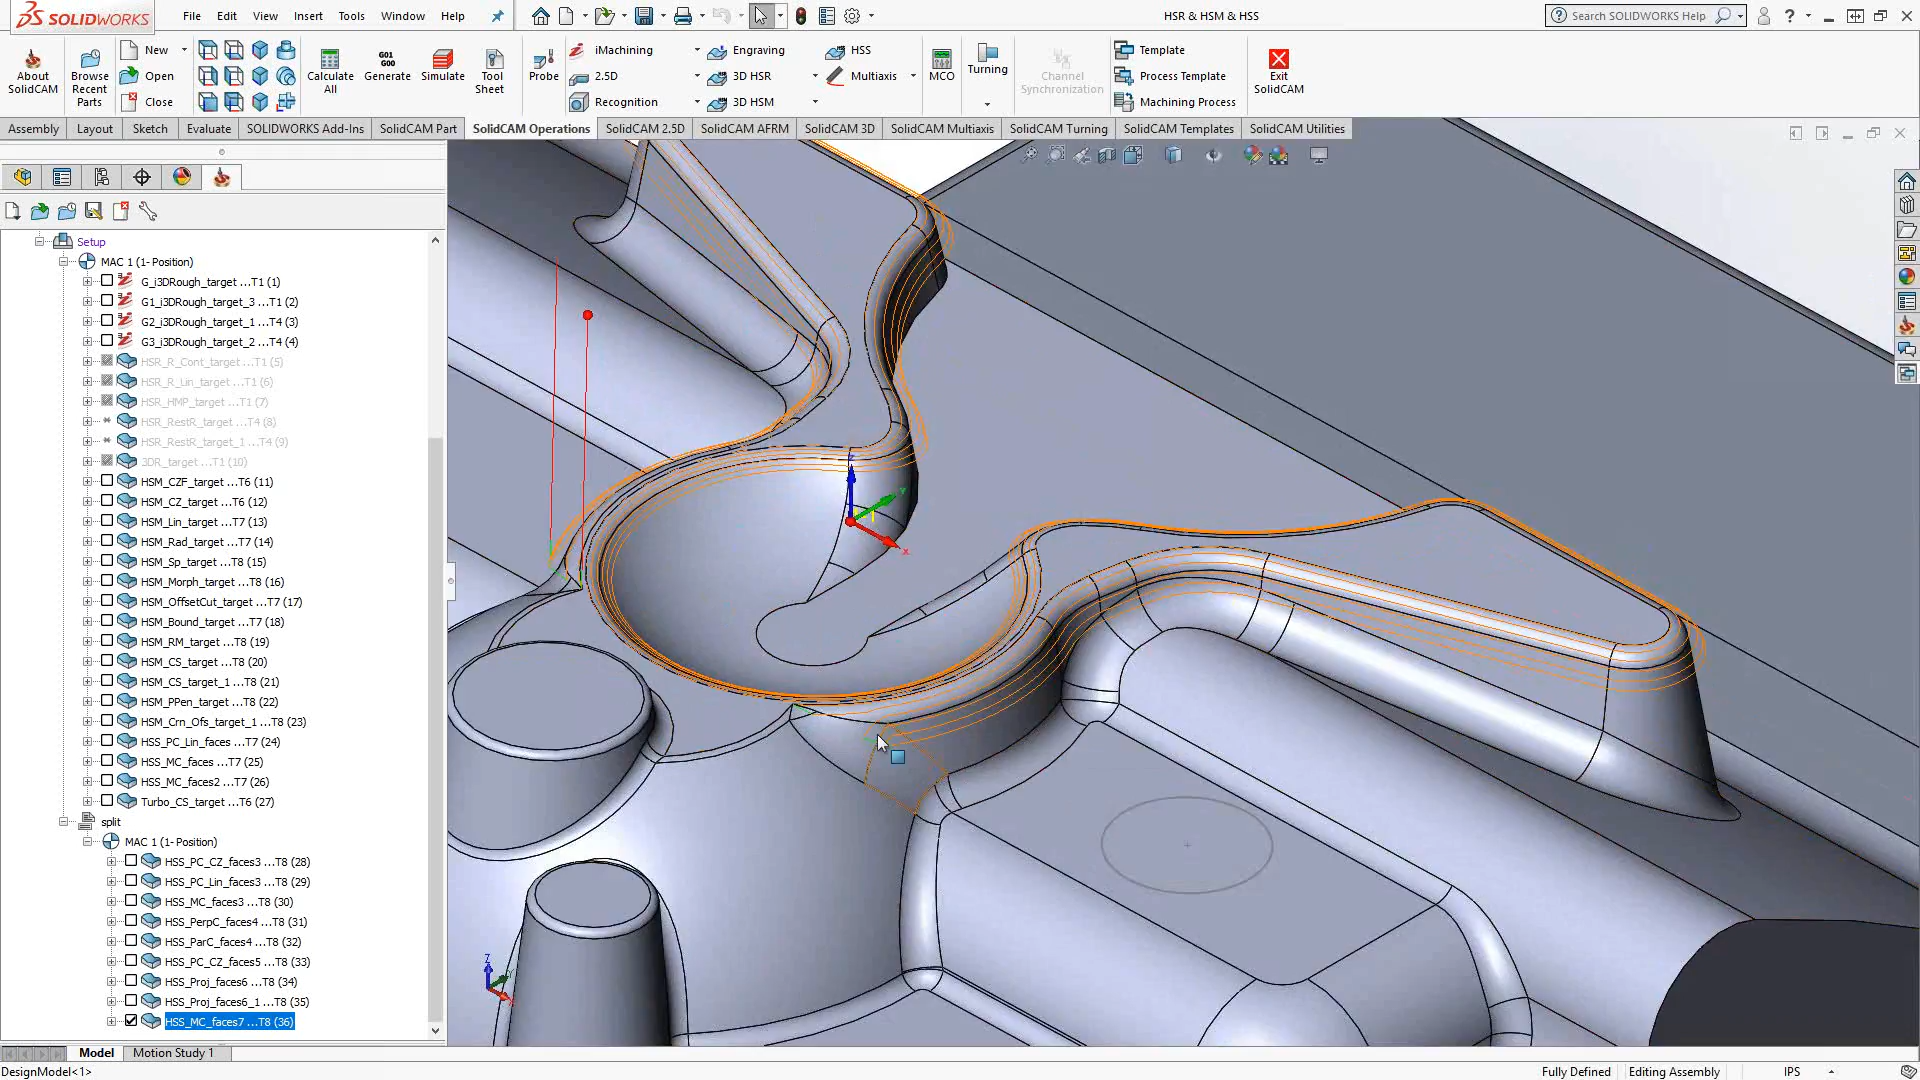 SOLIDWORKS File Edit View Insert Tools Window Help HSR & HSM & HSS Search SOLIDWORKS Help ?
About SolidCAM
Browse Recent Parts
New
Open
Close
Calculate All
G01 G00 Generate
Simulate
Tool Sheet
Probe
iMachining
2.5D
Recognition
Engraving
3D HSR
3D HSM
HSS
Multiaxis
MCO
Turning
Channel Synchronization
Template
Process Template
Machining Process
Exit SolidCAM
Assembly Layout Sketch Evaluate SOLIDWORKS Add-Ins SolidCAM Part SolidCAM Operations SolidCAM 2.5D SolidCAM AFRM SolidCAM 3D SolidCAM Multiaxis SolidCAM Turning SolidCAM Templates SolidCAM Utilities
Setup
MAC 1 (1- Position)
G_i3DRough_target ...T1 (1)
G1_i3DRough_target_3 ...T1 (2)
G2_i3DRough_target_1 ...T4 (3)
G3_i3DRough_target_2 ...T4 (4)
HSR_R_Cont_target ...T1 (5)
HSR_R_Lin_target ...T1 (6)
HSR_HMP_target ...T1 (7)
HSR_RestR_target ...T4 (8)
HSR_RestR_target_1 ...T4 (9)
3DR_target ...T1 (10)
HSM_CZF_target ...T6 (11)
HSM_CZ_target ...T6 (12)
HSM_Lin_target ...T7 (13)
HSM_Rad_target ...T7 (14)
HSM_Sp_target ...T8 (15)
HSM_Morph_target ...T8 (16)
HSM_OffsetCut_target ...T7 (17)
HSM_Bound_target ...T7 (18)
HSM_RM_target ...T8 (19)
HSM_CS_target ...T8 (20)
HSM_CS_target_1 ...T8 (21)
HSM_PPen_target ...T8 (22)
HSM_Crn_Ofs_target_1 ...T8 (23)
HSS_PC_Lin_faces ...T7 (24)
HSS_MC_faces ...T7 (25)
HSS_MC_faces2 ...T7 (26)
Turbo_CS_target ...T6 (27)
split
MAC 1 (1- Position)
HSS_PC_CZ_faces3 ...T8 (28)
HSS_PC_Lin_faces3 ...T8 (29)
HSS_MC_faces3 ...T8 (30)
HSS_PerpC_faces4 ...T8 (31)
HSS_ParC_faces4 ...T8 (32)
HSS_PC_CZ_faces5 ...T8 (33)
HSS_Proj_faces6 ...T8 (34)
HSS_Proj_faces6_1 ...T8 (35)
HSS_MC_faces7 ...T8 (36)
Z Y X
Z Y X
Model Motion Study 1
DesignModel<1> Fully Defined Editing Assembly IPS